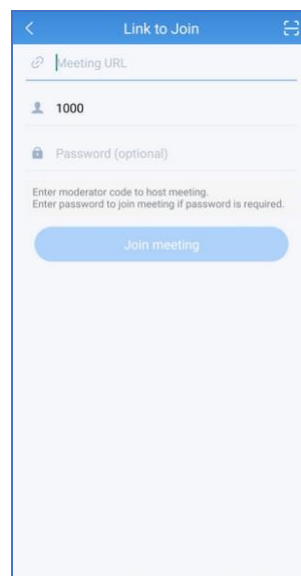 Link to Join
Meeting URL
1000
Password (optional)
Enter moderator code to host meeting.
Enter password to join meeting if password is required.
Join meeting